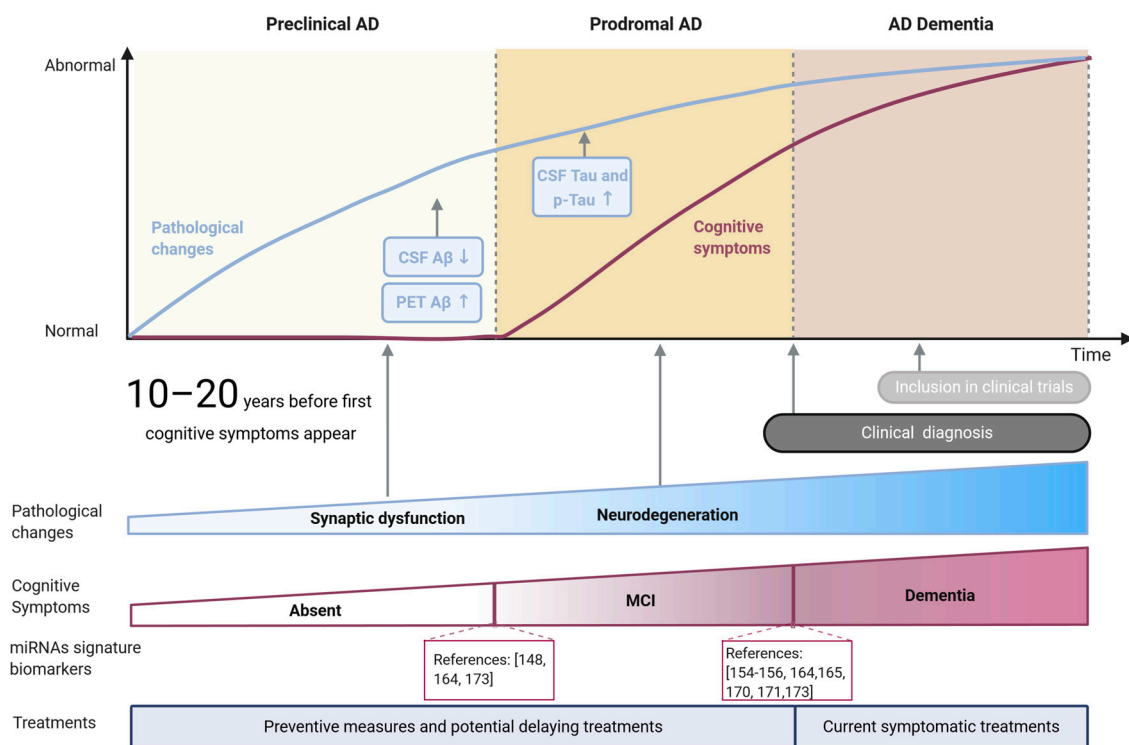 Preclinical AD
Prodromal AD
AD Dementia
Abnormal
Pathological
changes
CSF Aβ ↓
PET Aβ ↑
CSF Tau and
p-Tau ↑
Cognitive
symptoms
Normal
Time
10–20 years before first
cognitive symptoms appear
Inclusion in clinical trials
Clinical diagnosis
Pathological
changes
Synaptic dysfunction
Neurodegeneration
Cognitive
Symptoms
Absent
MCI
Dementia
miRNAs signature
biomarkers
References: [148,
164, 173]
References:
[154-156, 164,165,
170, 171,173]
Treatments
Preventive measures and potential delaying treatments
Current symptomatic treatments